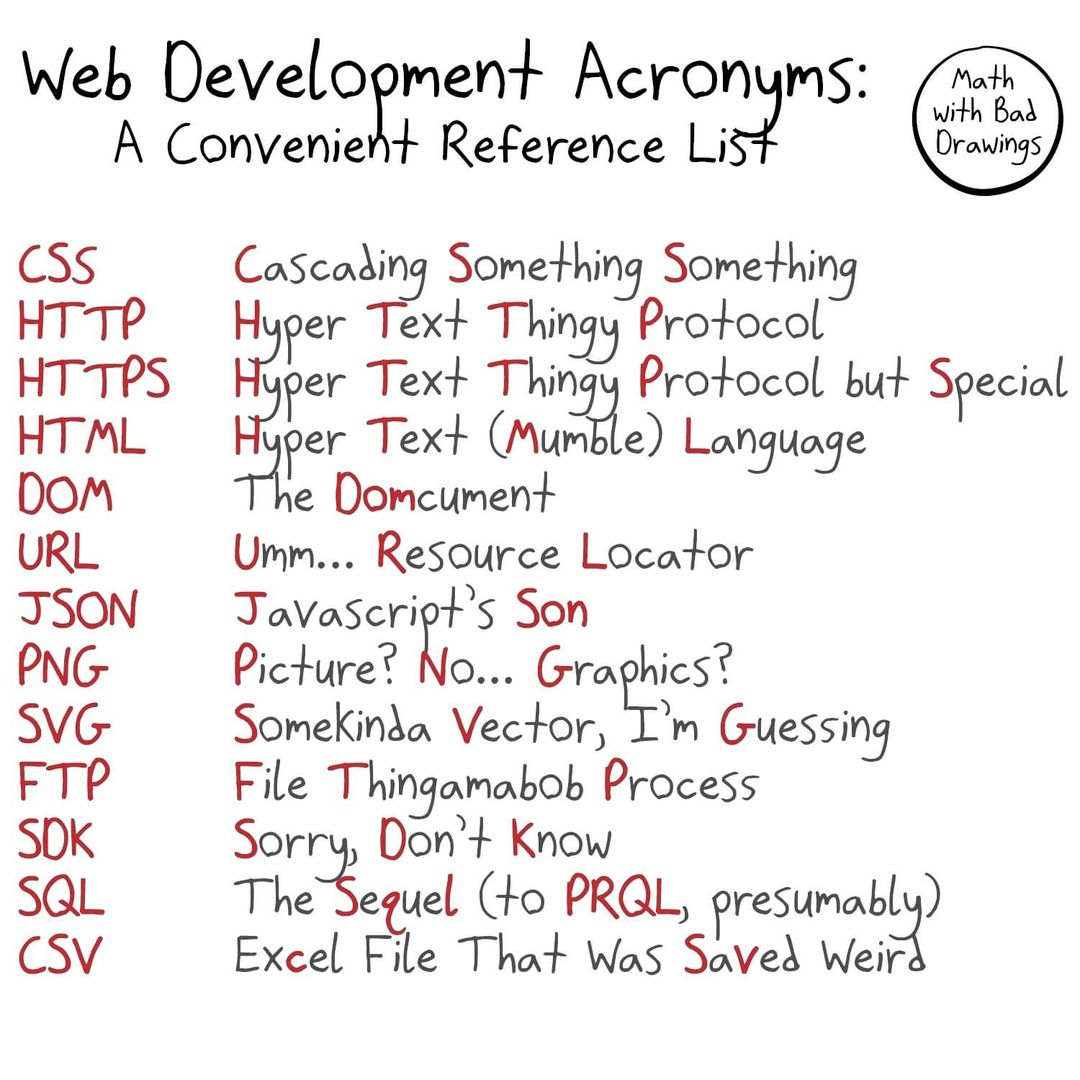 Web Development Acronyms:
A Convenient Reference List
Math
with Bad
Drawings
CSS Cascading Something Something
HTTP Hyper Text Thingy Protocol
HTTPS Hyper Text Thingy Protocol but Special
HTML Hyper Text (Mumble) Language
DOM The Domcument
URL Umm... Resource Locator
JSON Javascript's Son
PNG Picture? No... Graphics?
SVG Somekinda Vector, I'm Guessing
FTP File Thingamabob Process
SDK Sorry, Don't Know
SQL The Sequel (to PRQL, presumably)
CSV Excel File That Was Saved Weird